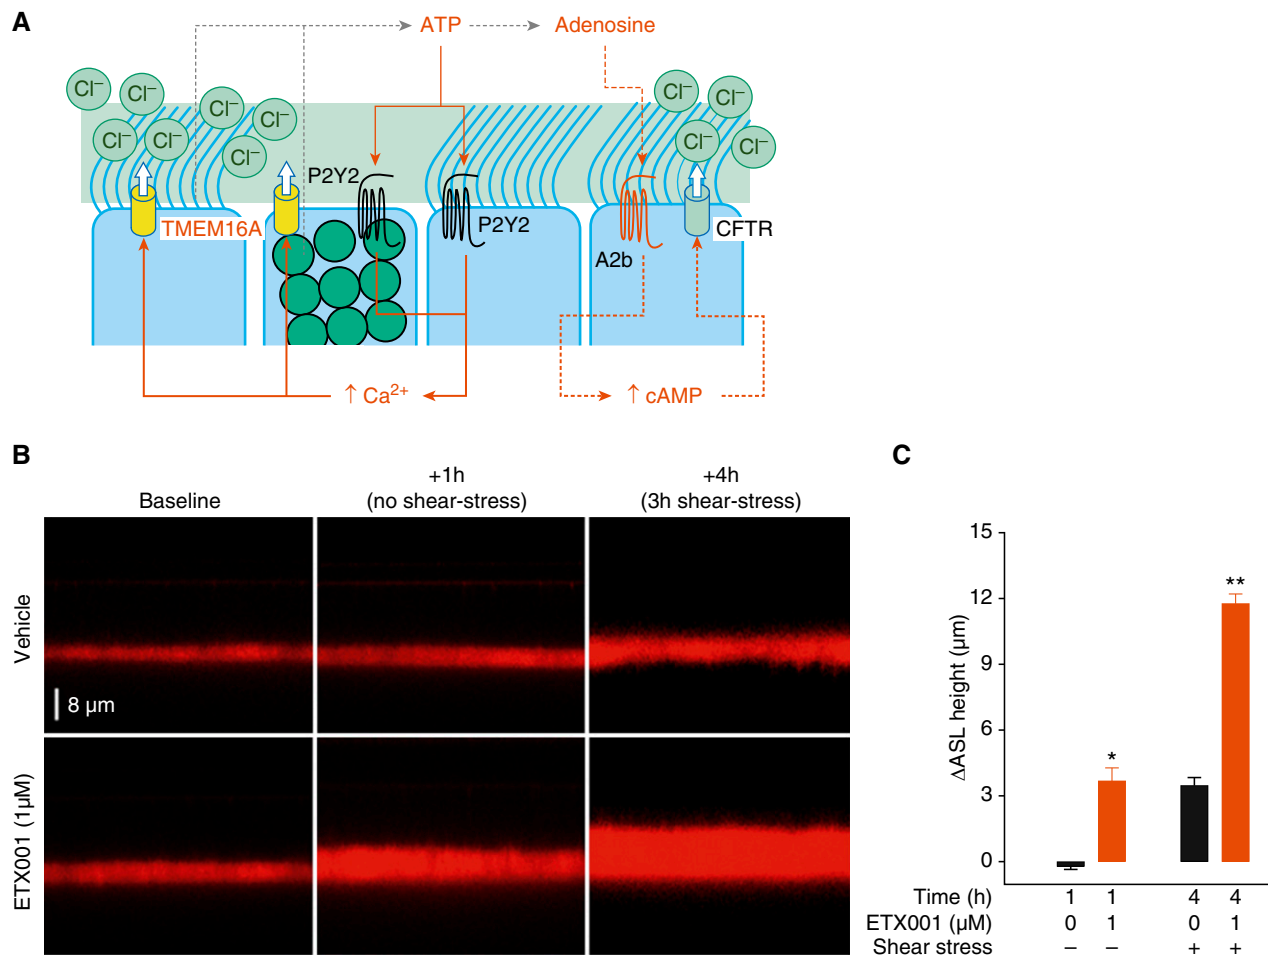 A
ATP
Adenosine
Cl⁻
Cl⁻
Cl⁻
Cl⁻
Cl⁻
Cl⁻
Cl⁻
Cl⁻
Cl⁻
Cl⁻
Cl⁻
P2Y2
TMEM16A
P2Y2
A2b
CFTR
↑ Ca²⁺
↑ cAMP
B
Baseline
+1h
(no shear-stress)
+4h
(3h shear-stress)
Vehicle
8 µm
ETX001 (1µM)
C
ΔASL height (µm)
15
12
9
6
3
0
*
**
Time (h) 1 1 4 4
ETX001 (µM) 0 1 0 1
Shear stress – – + +